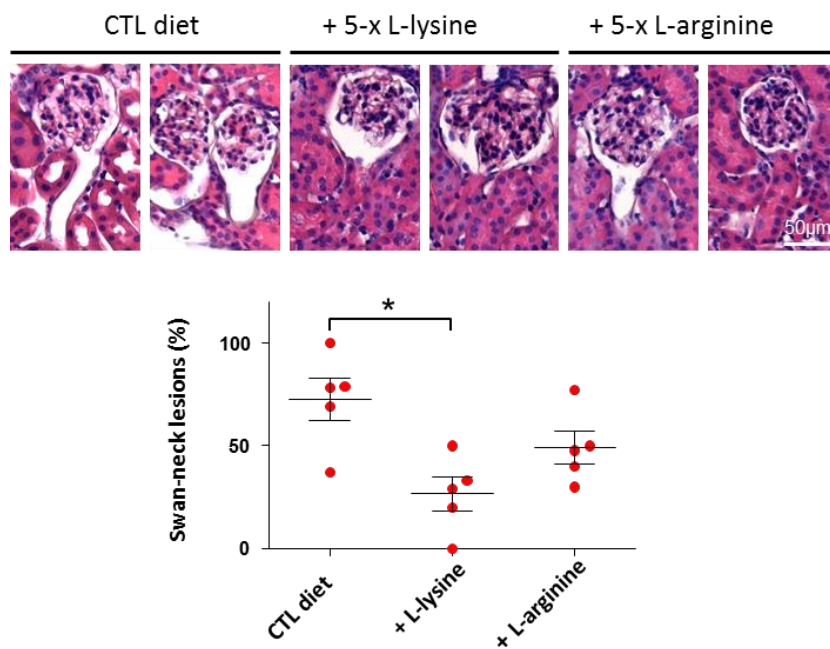 CTL diet + 5-x L-lysine + 5-x L-arginine
50µm
*
Swan-neck lesions (%)
100
50
0
CTL diet
+ L-lysine
+ L-arginine